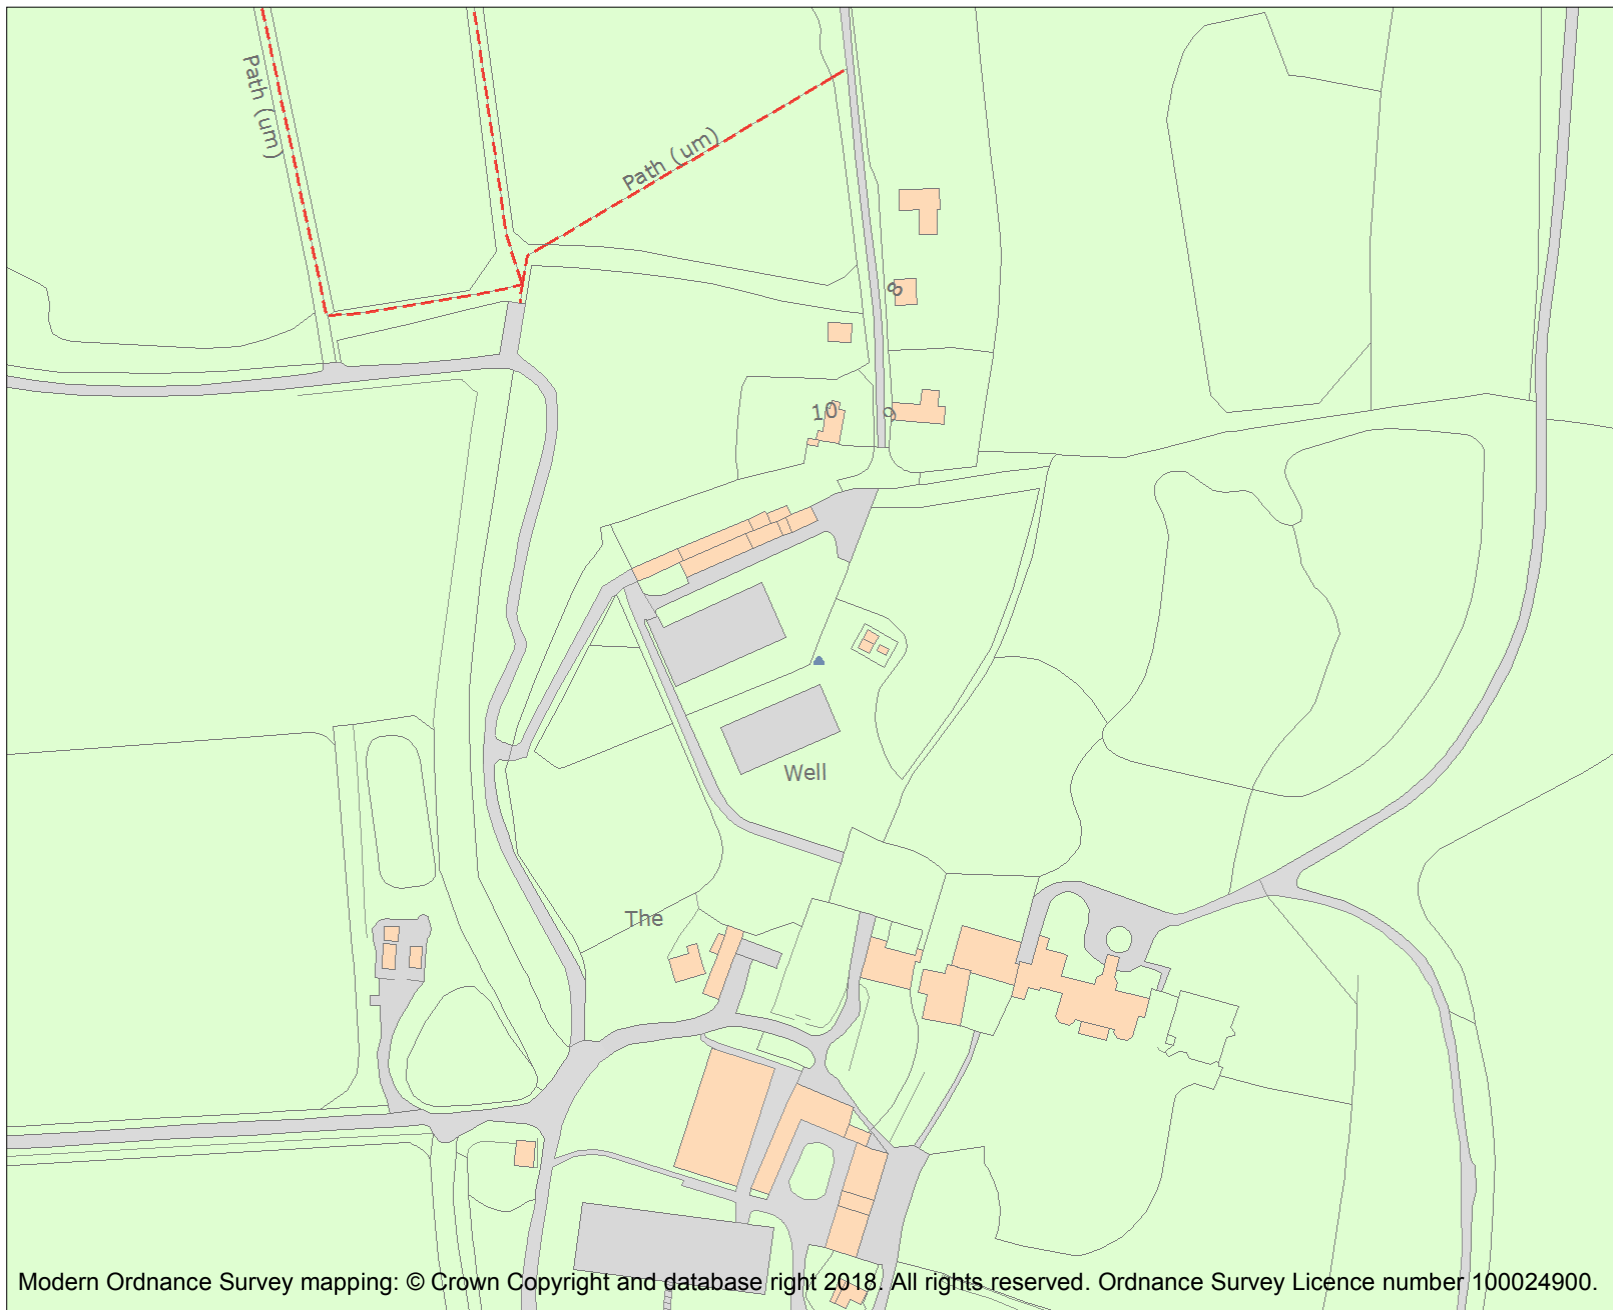 Path (um)
Path (um)
8
10
9
Well
The
Modern Ordnance Survey mapping: © Crown Copyright and database right 2018. All rights reserved. Ordnance Survey Licence number 100024900.